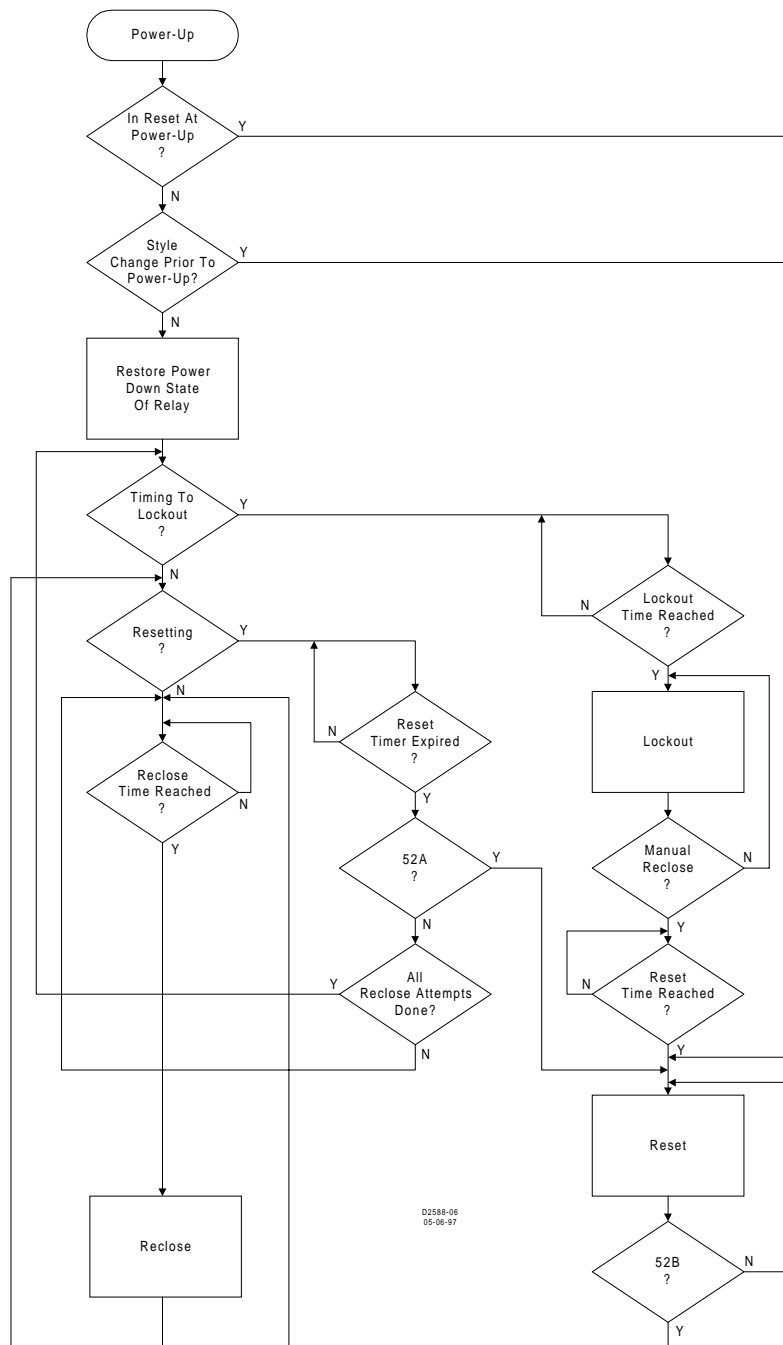 Power-Up
In Reset At
Power-Up
?
Y
N
Style
Change Prior To
Power-Up?
Y
N
Restore Power
Down State
Of Relay
Timing To
Lockout
?
Y
N
Lockout
Time Reached
?
N
Y
Resetting
?
Y
N
Reset
Timer Expired
?
N
Y
Lockout
Reclose
Time Reached
?
N
Y
52A
?
Y
N
Manual
Reclose
?
N
Y
All
Reclose Attempts
Done?
Y
N
Reset
Time Reached
?
N
Y
Reset
Reclose
D2588-06
05-06-97
52B
?
N
Y